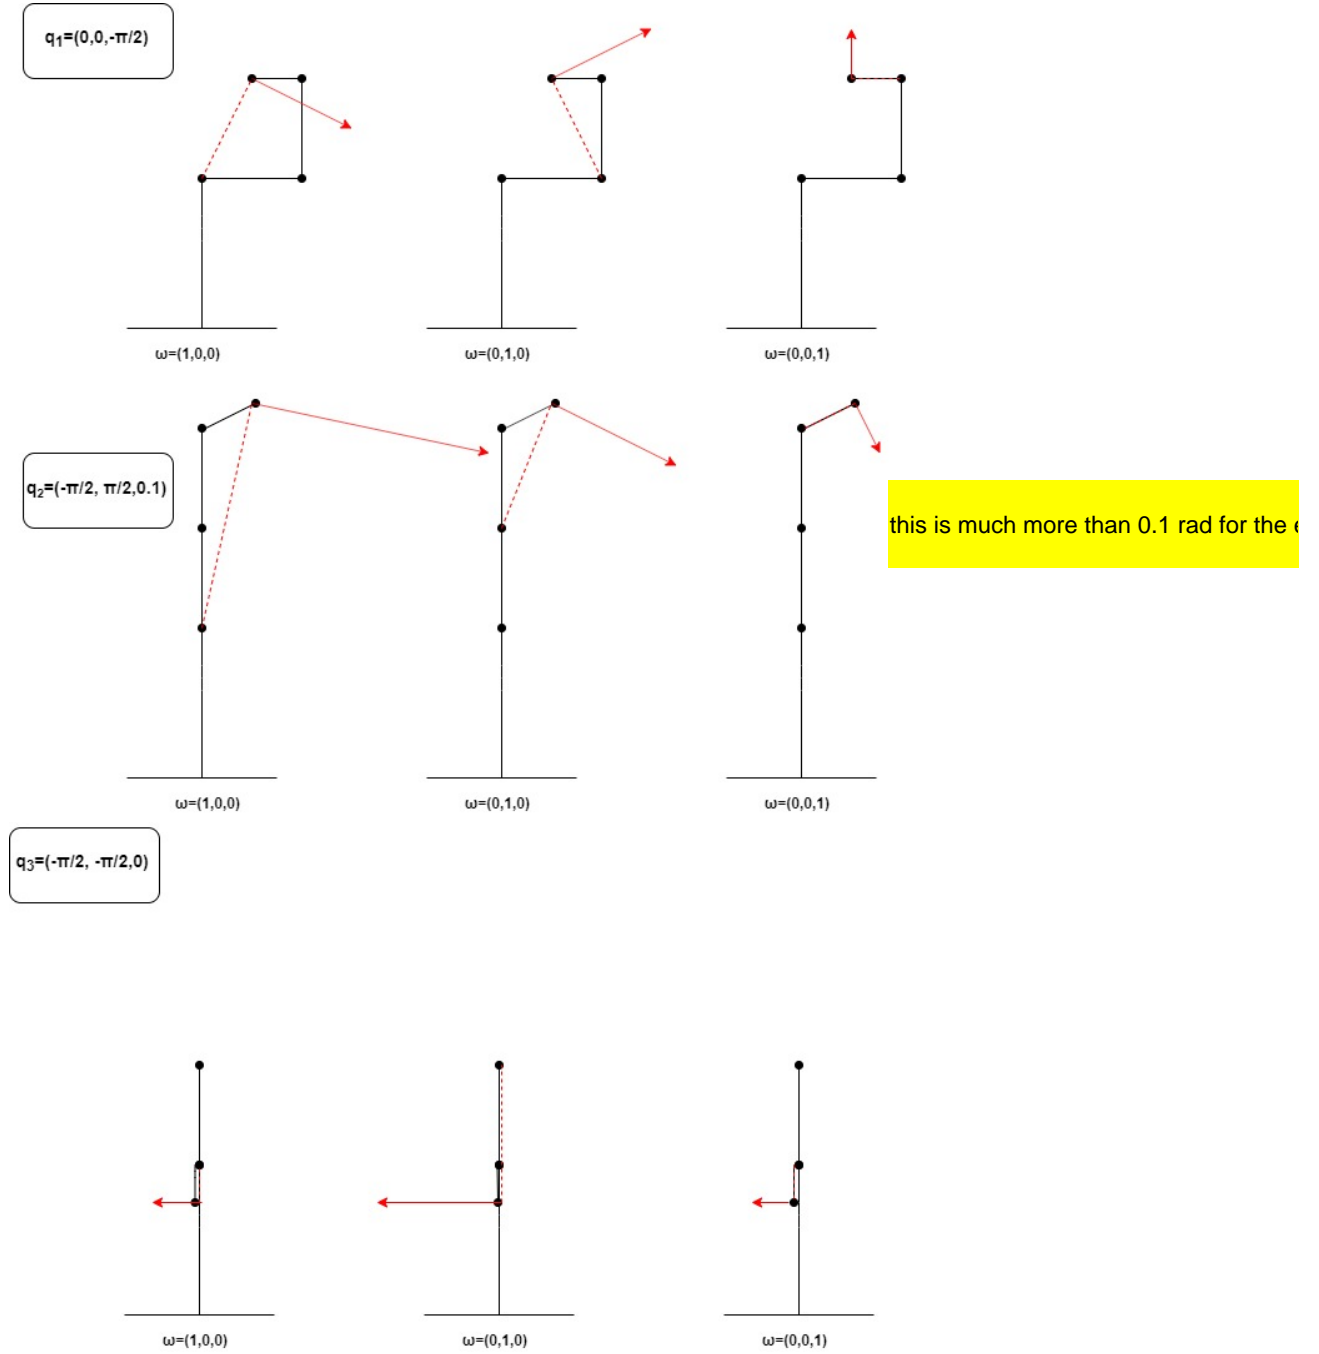 q₁=(0,0,-π/2)
ω=(1,0,0) ω=(0,1,0) ω=(0,0,1)
q₂=(-π/2, π/2,0.1)
this is much more than 0.1 rad for the
ω=(1,0,0) ω=(0,1,0) ω=(0,0,1)
q₃=(-π/2, -π/2,0)
ω=(1,0,0) ω=(0,1,0) ω=(0,0,1)